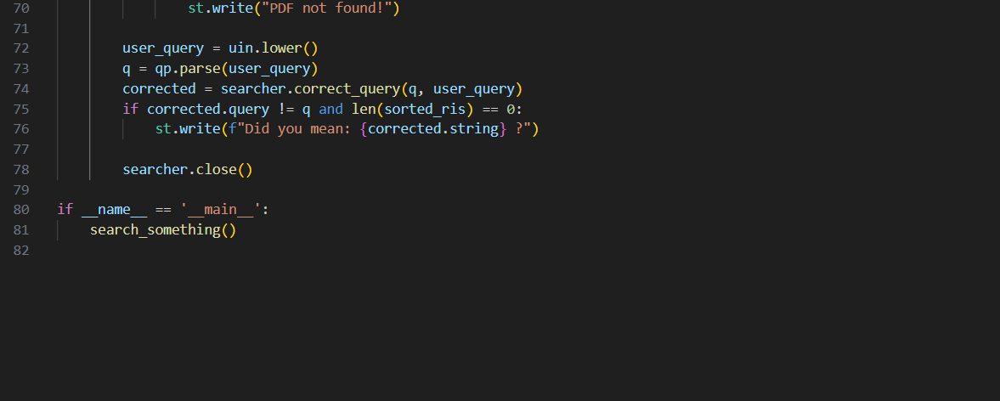 70 st.write("PDF not found!")
71
72 user_query = uin.lower()
73 q = qp.parse(user_query)
74 corrected = searcher.correct_query(q, user_query)
75 if corrected.query != q and len(sorted_ris) == 0:
76 st.write(f"Did you mean: {corrected.string} ?")
77
78 searcher.close()
79
80 if __name__ == '__main__':
81 search_something()
82